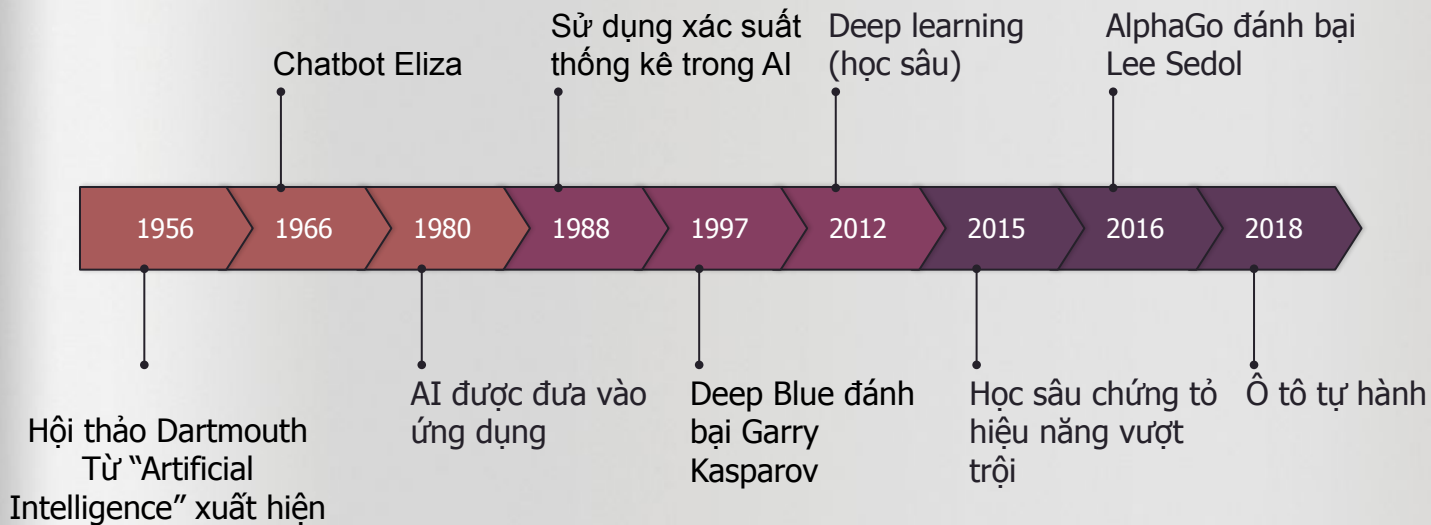 Chatbot Eliza
Sử dụng xác suất
thống kê trong AI
Deep learning
(học sâu)
AlphaGo đánh bại
Lee Sedol
1956
1966
1980
1988
1997
2012
2015
2016
2018
Hội thảo Dartmouth
Từ “Artificial
Intelligence” xuất hiện
AI được đưa vào
ứng dụng
Deep Blue đánh
bại Garry
Kasparov
Học sâu chứng tỏ
hiệu năng vượt
trội
Ô tô tự hành